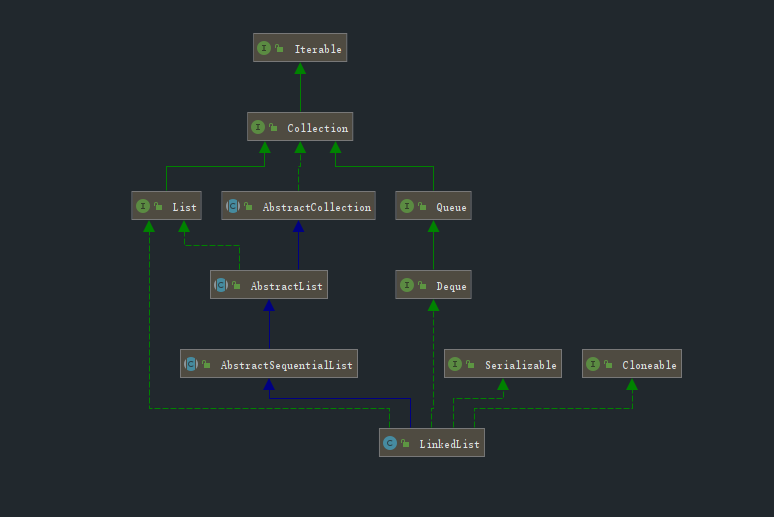 I Iterable
I Collection
I List
C AbstractCollection
I Queue
C AbstractList
I Deque
C AbstractSequentialList
I Serializable
I Cloneable
C LinkedList